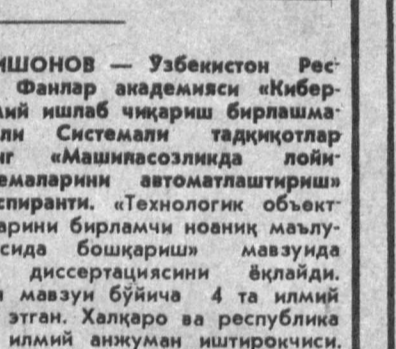 ИШОНОВ — Ўзбекистон Рес-
Фанлар академияси «Кибер-
ий ишлаб чиқариш бирлашма-
ли Системали тадқиқотлар
нг «Машинасозликда лойи-
емаларини автоматлаштириш»
спиранти. «Технологик объект-
арини бирламчи ноаниқ маълу-
сида бошқариш» мавзуида
диссертациясини ёқлайди.
мавзуи бўйича 4 та илмий
этган. Халқаро ва республика
илмий анжуман иштирокчиси.